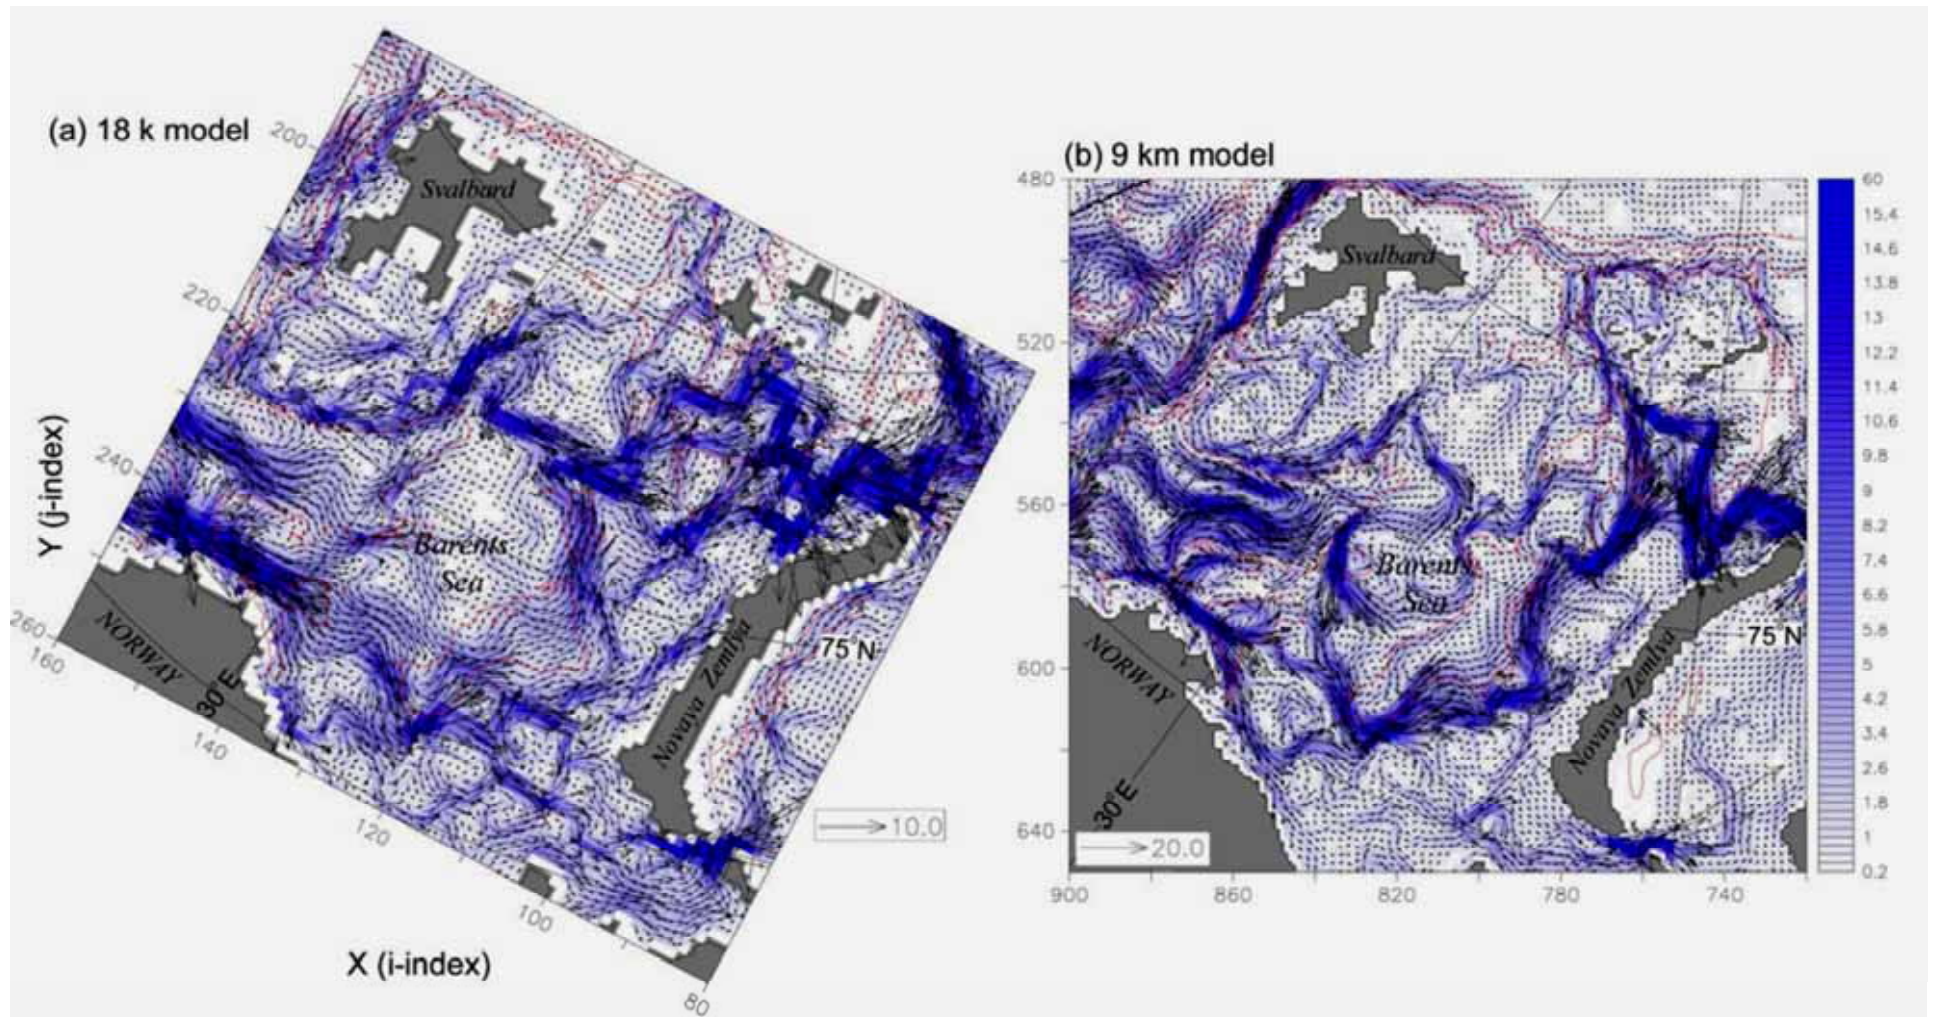 (a) 18 k model
200
220
240
260
160
140
120
100
80
Y (j-index)
X (i-index)
Svalbard
Barents
Sea
NORWAY
30°E
Novaya Zemlya
75°N
10.0
(b) 9 km model
480
520
560
600
640
900
860
820
780
740
Svalbard
Barents
Sea
NORWAY
30°E
Novaya Zemlya
75 N
20.0
60
15.4
14.6
13.8
13
12.2
11.4
10.6
9.8
9
8.2
7.4
6.6
5.8
5
4.2
3.4
2.6
1.8
1
0.2